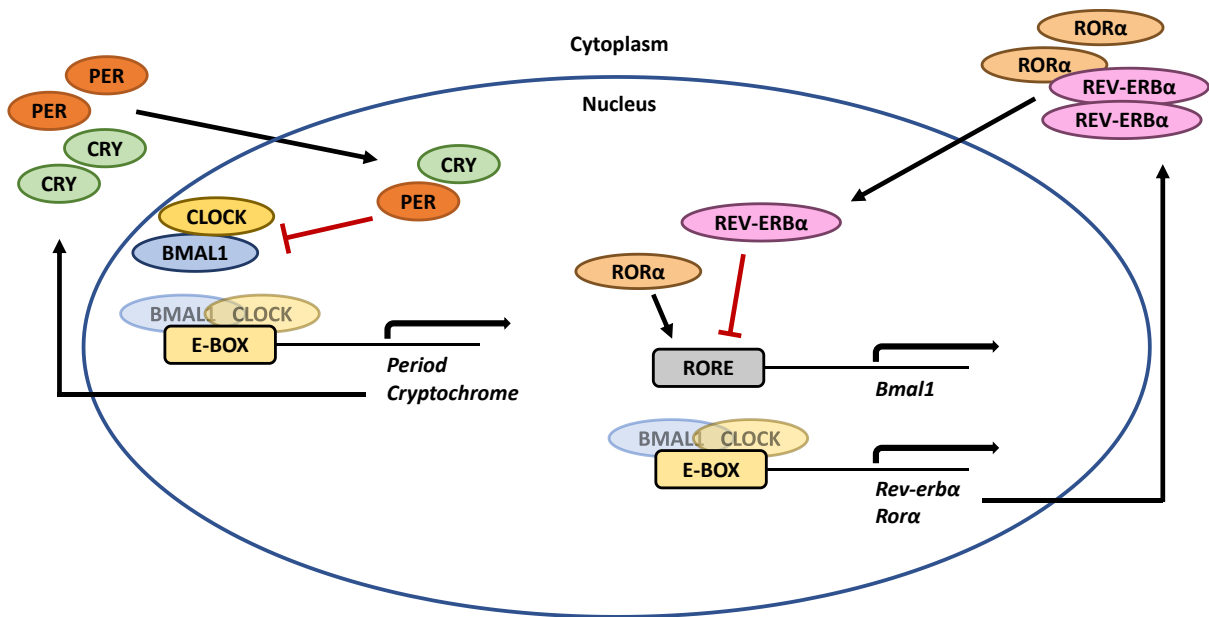 Cytoplasm
Nucleus
PER
PER
CRY
CRY
CRY
PER
CLOCK
BMAL1
BMAL1 CLOCK
E-BOX
Period
Cryptochrome
RORα
RORα
REV-ERBα
REV-ERBα
REV-ERBα
RORα
RORE
Bmal1
BMAL1 CLOCK
E-BOX
Rev-erbα
Rorα